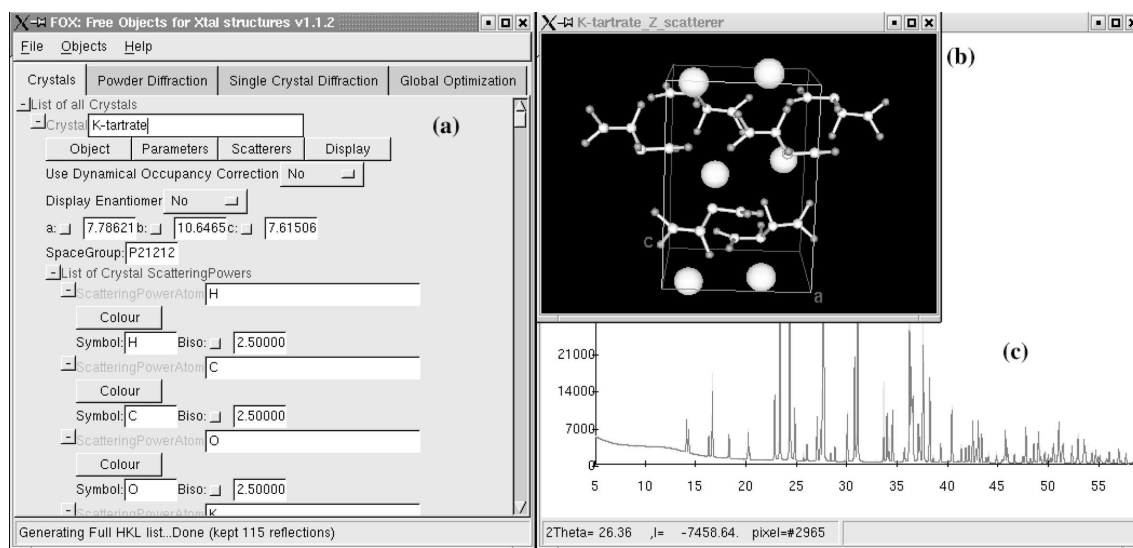 FOX: Free Objects for Xtal structures v1.1.2
File Objects Help
Crystals Powder Diffraction Single Crystal Diffraction Global Optimization
List of all Crystals
Crystal K-tartrate (a)
Object Parameters Scatterers Display
Use Dynamical Occupancy Correction No
Display Enantiomer No
a: 7.78621 b: 10.6465 c: 7.61506
SpaceGroup: P21212
List of Crystal ScatteringPowers
ScatteringPowerAtom H
Colour
Symbol: H Biso: 2.50000
ScatteringPowerAtom C
Colour
Symbol: C Biso: 2.50000
ScatteringPowerAtom O
Colour
Symbol: O Biso: 2.50000
ScatteringPowerAtom K
Generating Full HKL list...Done (kept 115 reflections)
K-tartrate_Z_scatterer
(b)
c
a
(c)
21000
14000
7000
0
5 10 15 20 25 30 35 40 45 50 55
2Theta= 26.36 ,I= -7458.64. pixel=#2965